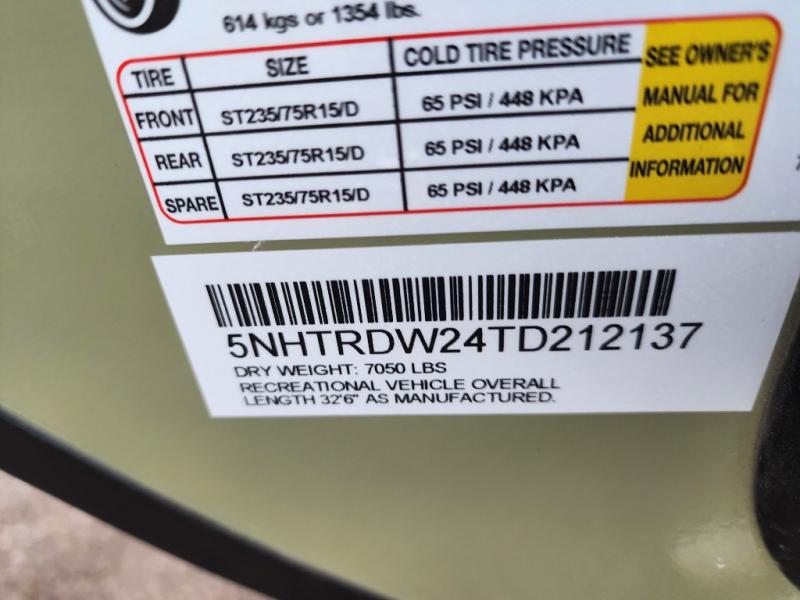 614 kgs or 1354 lbs.
TIRE SIZE COLD TIRE PRESSURE SEE OWNER'S
FRONT ST235/75R15/D 65 PSI / 448 KPA MANUAL FOR
REAR ST235/75R15/D 65 PSI / 448 KPA ADDITIONAL
SPARE ST235/75R15/D 65 PSI / 448 KPA INFORMATION
5NHTRDW24TD212137
DRY WEIGHT: 7050 LBS
RECREATIONAL VEHICLE OVERALL
LENGTH 32'6" AS MANUFACTURED.